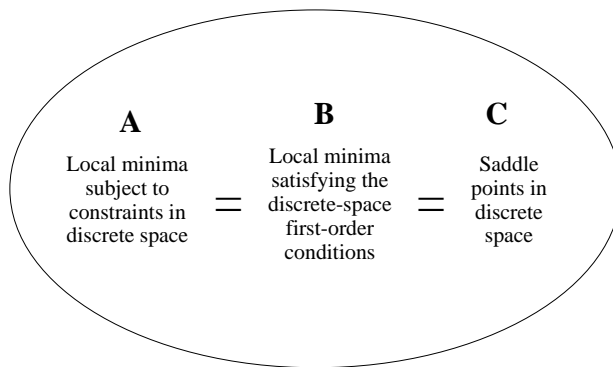 A
Local minima
subject to
constraints in
discrete space
=
B
Local minima
satisfying the
discrete-space
first-order
conditions
=
C
Saddle
points in
discrete
space